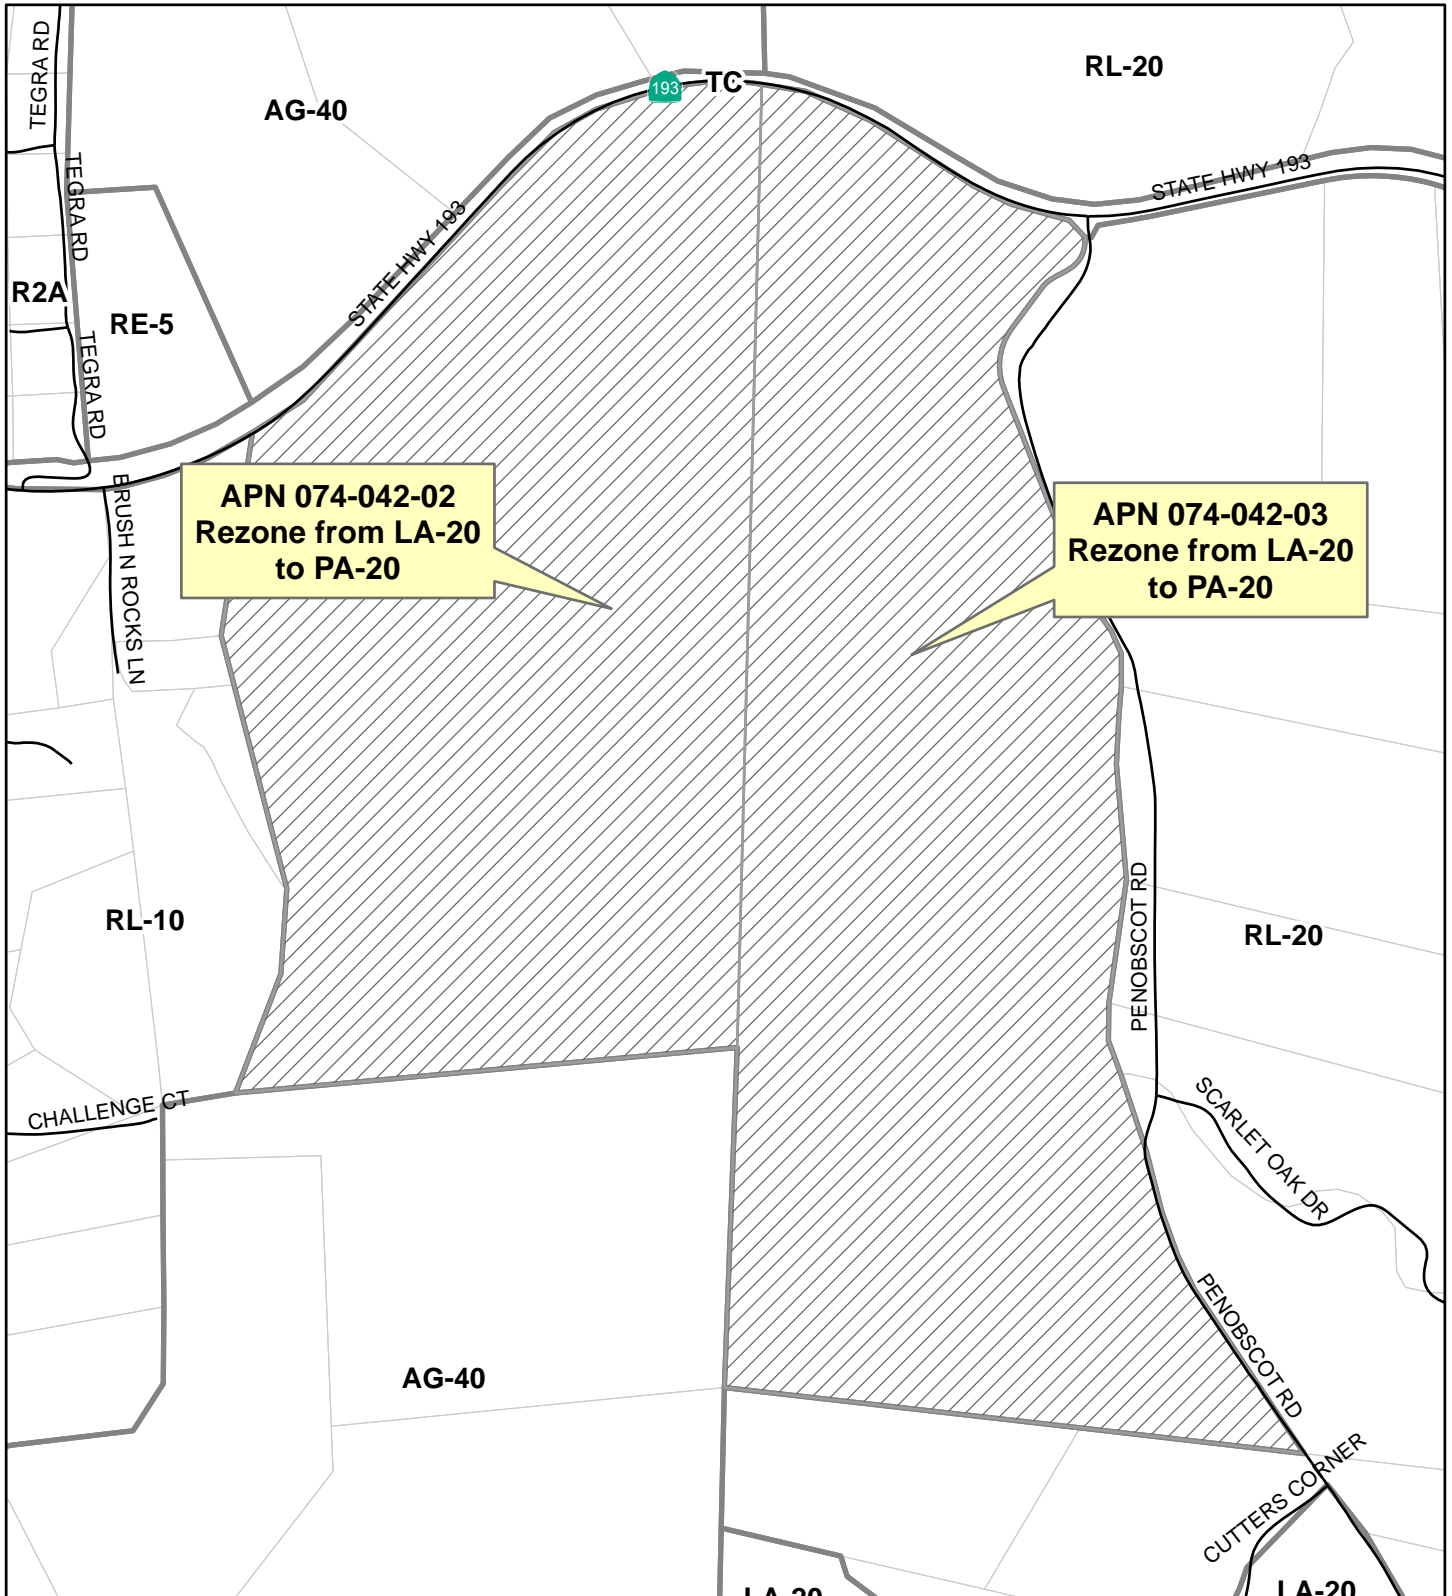 TEGRA RD
AG-40
193
TC
RL-20
STATE HWY 193
TEGRA RD
STATE HWY 193
R2A
RE-5
TEGRA RD
APN 074-042-02
Rezone from LA-20
to PA-20
APN 074-042-03
Rezone from LA-20
to PA-20
BRUSH N ROCKS LN
RL-10
PENOBSCOT RD
RL-20
CHALLENGE CT
SCARLET OAK DR
AG-40
PENOBSCOT RD
CUTTERS CORNER
LA-20
LA-20